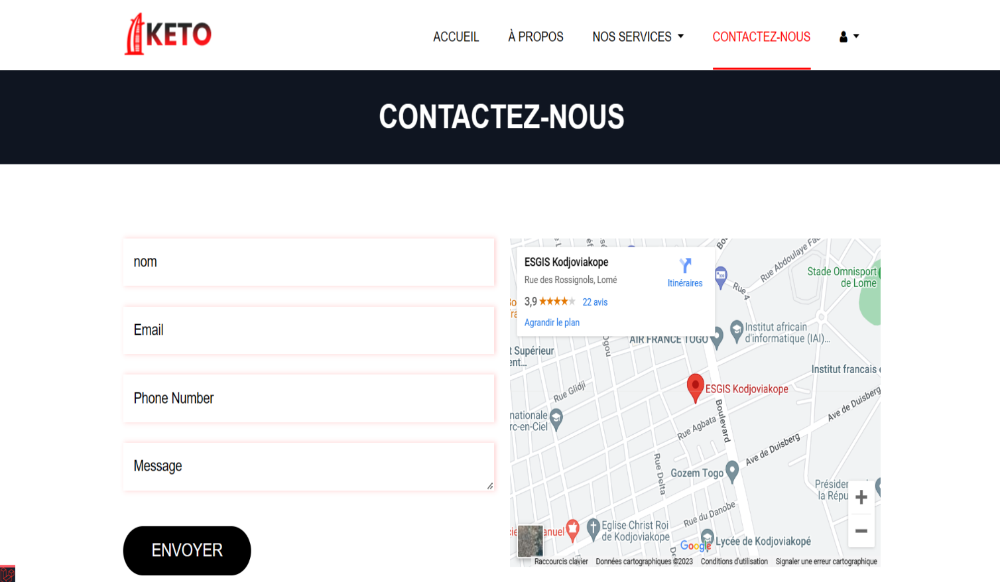 KETO
ACCUEIL
À PROPOS
NOS SERVICES
CONTACTEZ-NOUS
CONTACTEZ-NOUS
nom
Email
Phone Number
Message
ENVOYER
ESGIS Kodjoviakope
Rue des Rossignols, Lomé
3,9
22 avis
Agrandir le plan
Itinéraires
Rue Abdoulaye Fa
Rue 4
Stade Omnisport
de Lome
AIR FRANCE TOGO
Institut africain
d'informatique (IAI)...
t Supérieur
ent...
Institut francais
Rue Glidji
ESGIS Kodjoviakope
Boulevard
Ave de Duisberg
nationale
rc-en-Ciel
Rue Agbata
Ave de Duisberg
Rue Delta
Gozem Togo
Présider
la Répu
Rue du Danobe
anuel
Eglise Christ Roi
de Kodjoviakope
Google
Lycée de Kodjoviakopé
Raccourcis clavier
Données cartographiques ©2023
Conditions d'utilisation
Signaler une erreur cartographique